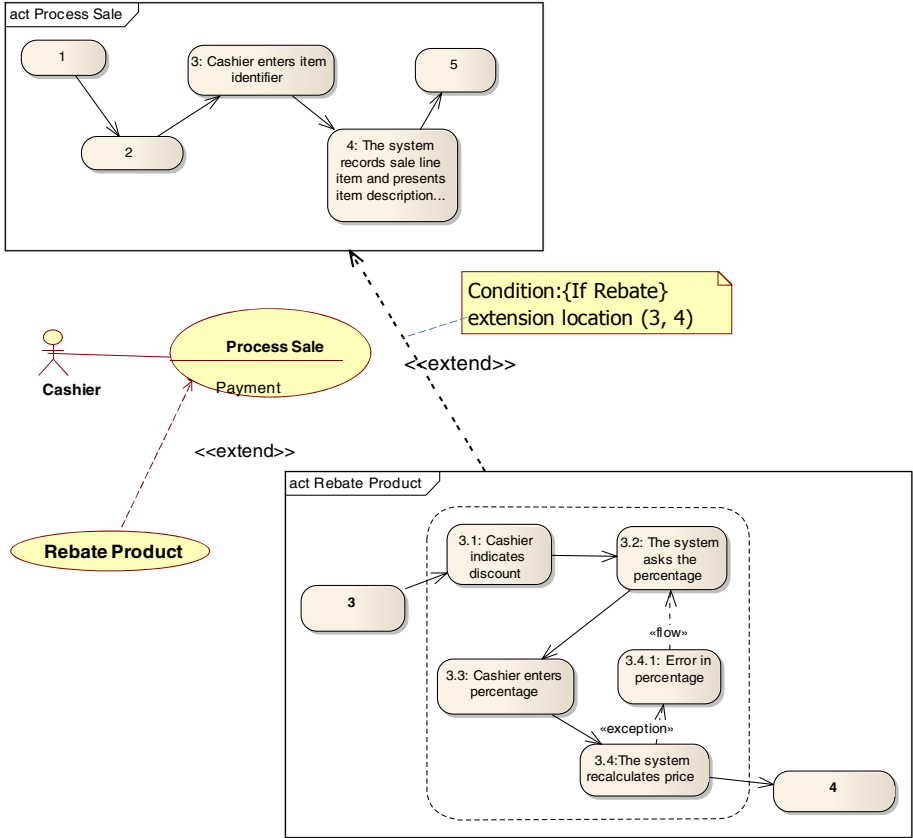 act Process Sale
1
3: Cashier enters item
identifier
5
2
4: The system
records sale line
item and presents
item description...
Condition:{If Rebate}
extension location (3, 4)
Process Sale
<<extend>>
Cashier
Payment
<<extend>>
act Rebate Product
Rebate Product
3.1: Cashier
indicates
discount
3.2: The system
asks the
percentage
3
«flow»
3.3: Cashier enters
percentage
3.4.1: Error in
percentage
«exception»
3.4:The system
recalculates price
4